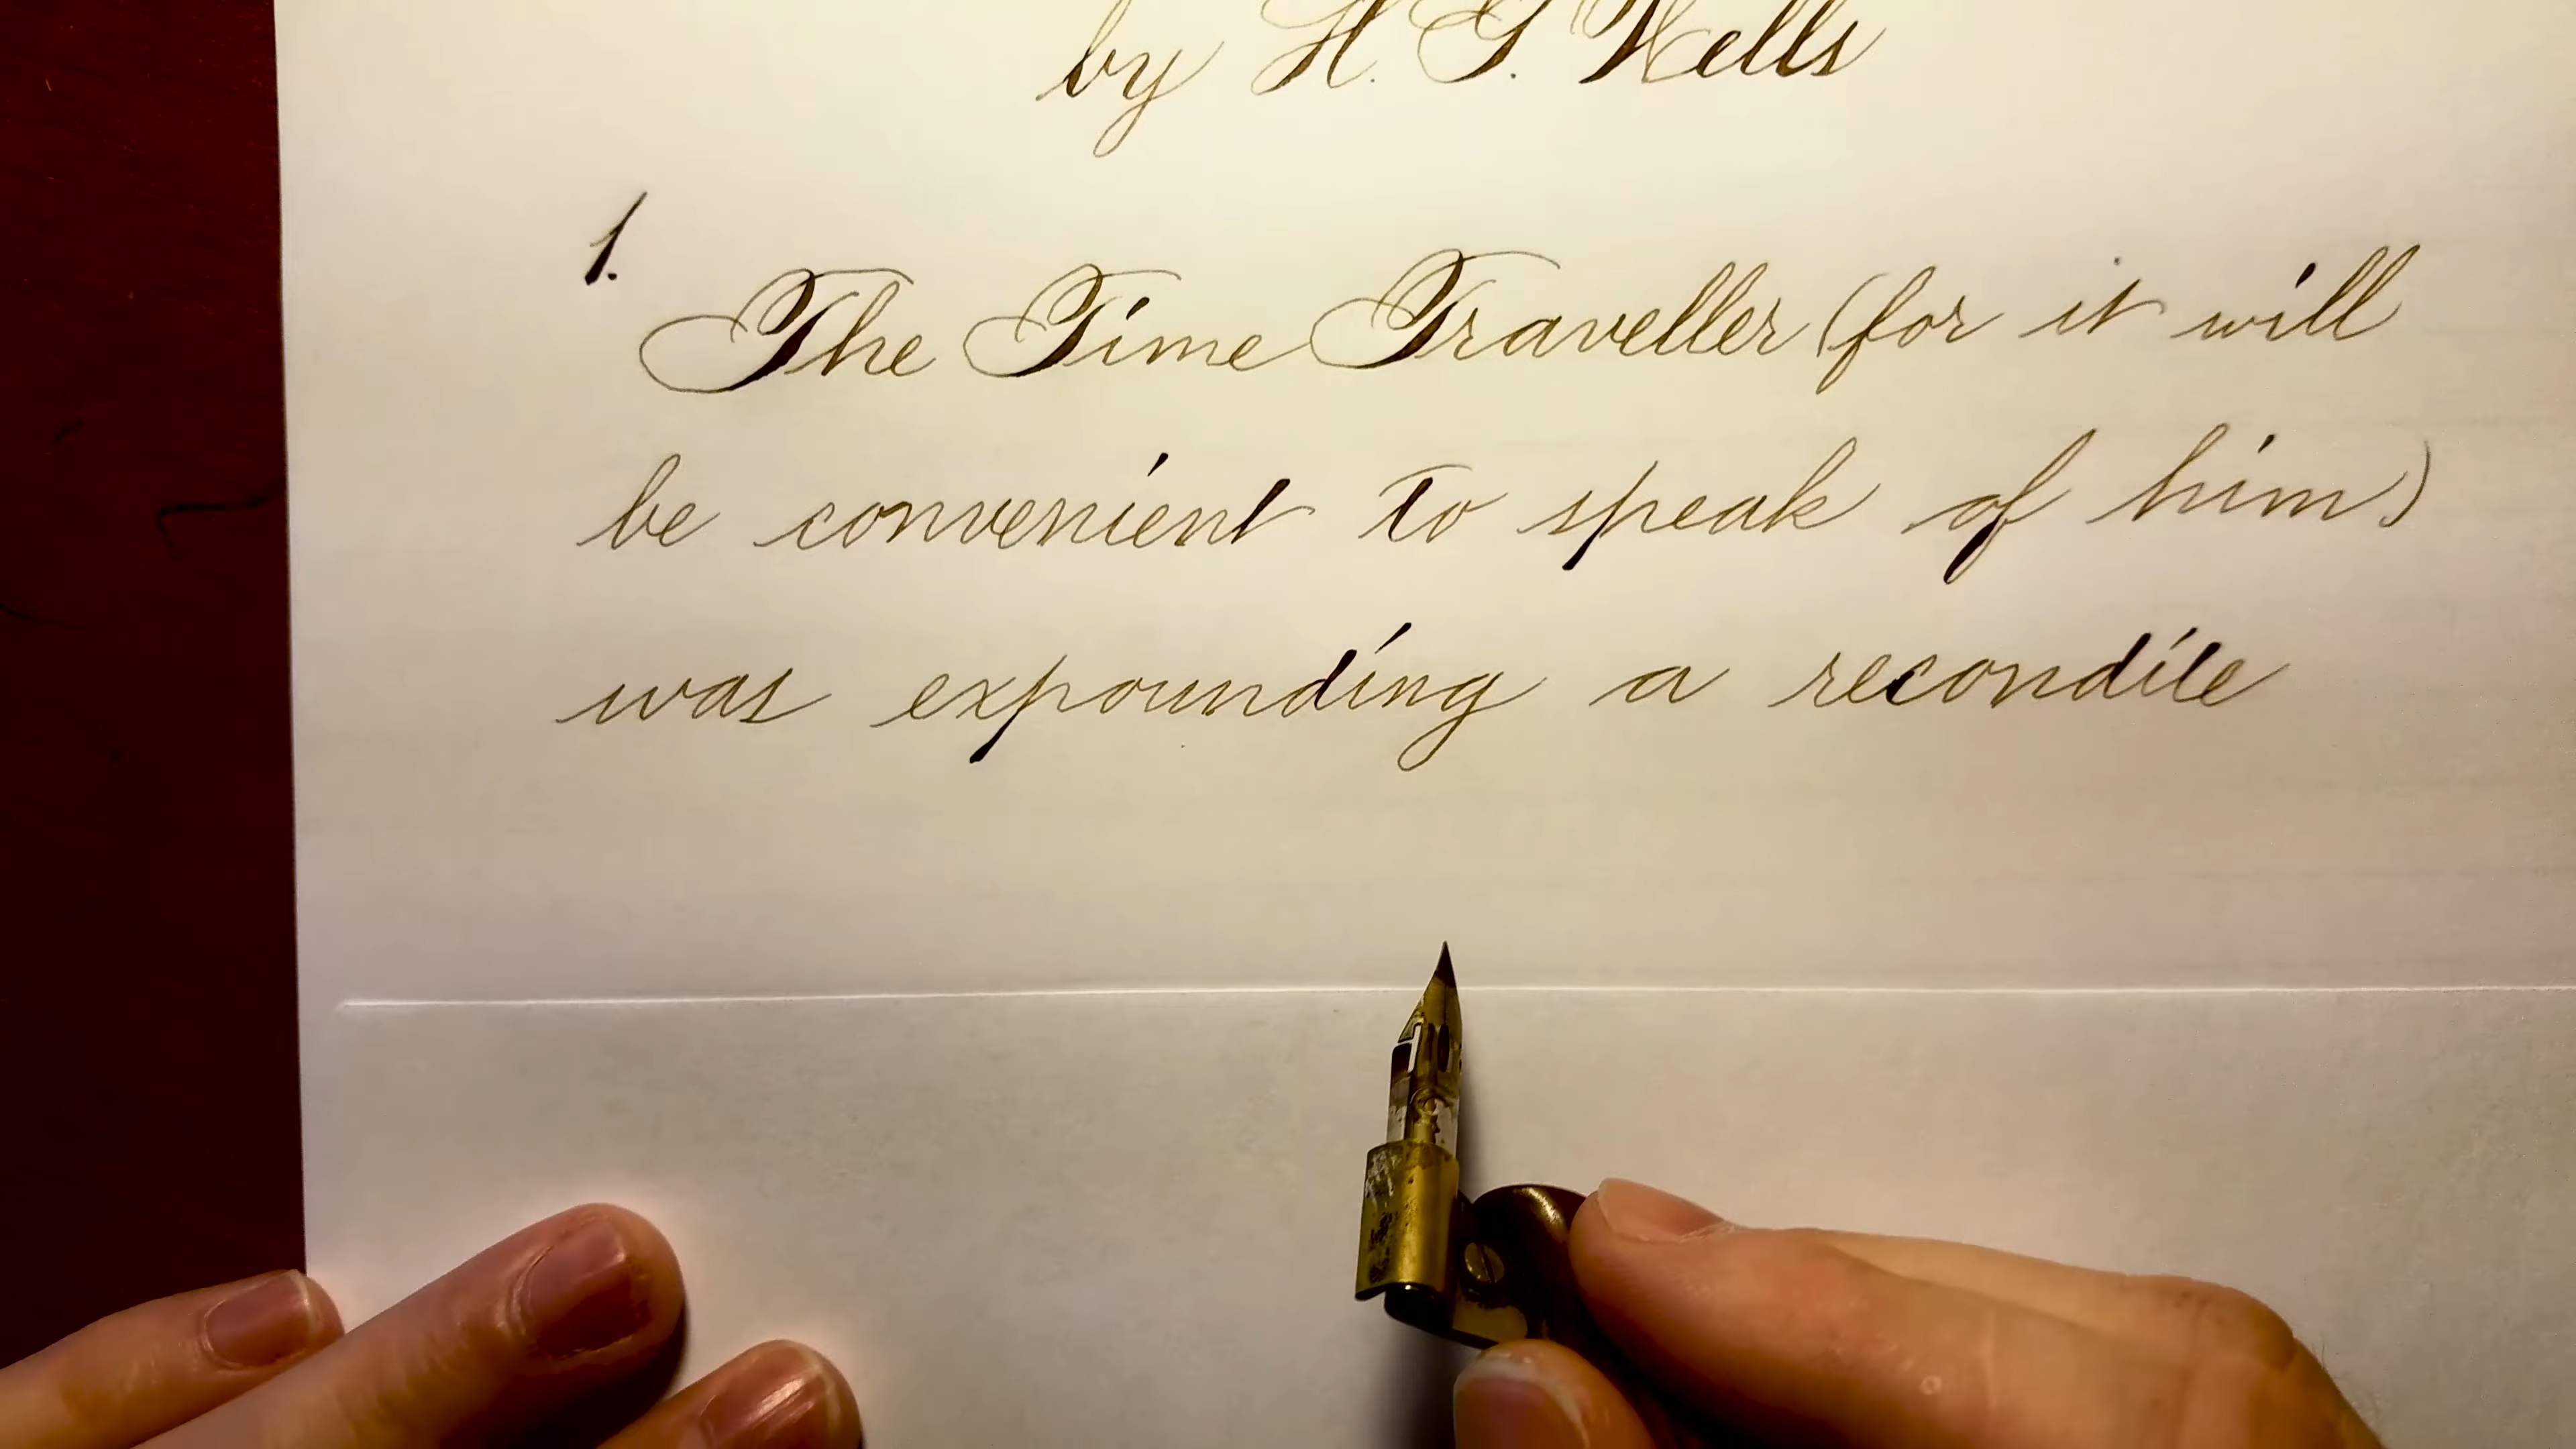 by H. G. Wells
1.
The Time Traveller (for it will
be convenient to speak of him)
was expounding a recondite